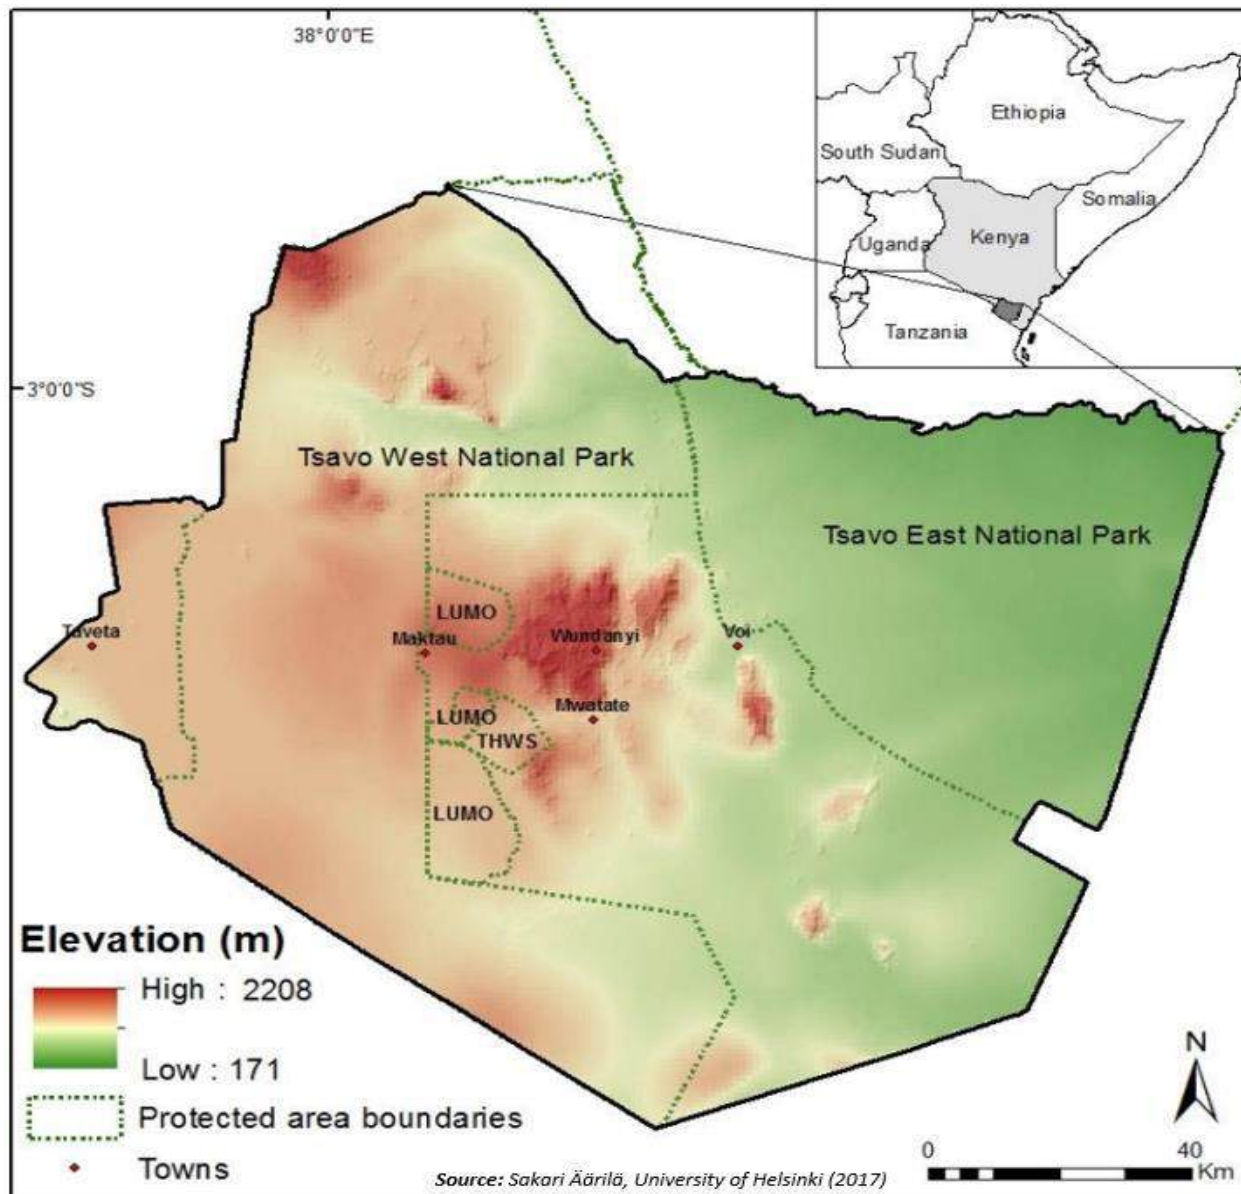 38°0'0"E
Ethiopia
South Sudan
Somalia
Uganda
Kenya
Tanzania
3°0'0"S
Tsavo West National Park
Tsavo East National Park
LUMO
Taveta
Maktau
Wundanyi
Voi
LUMO
Mwatate
THWS
LUMO
Elevation (m)
High : 2208
Low : 171
Protected area boundaries
Towns
N
0 40
Km
Source: Sakari Äärilä, University of Helsinki (2017)